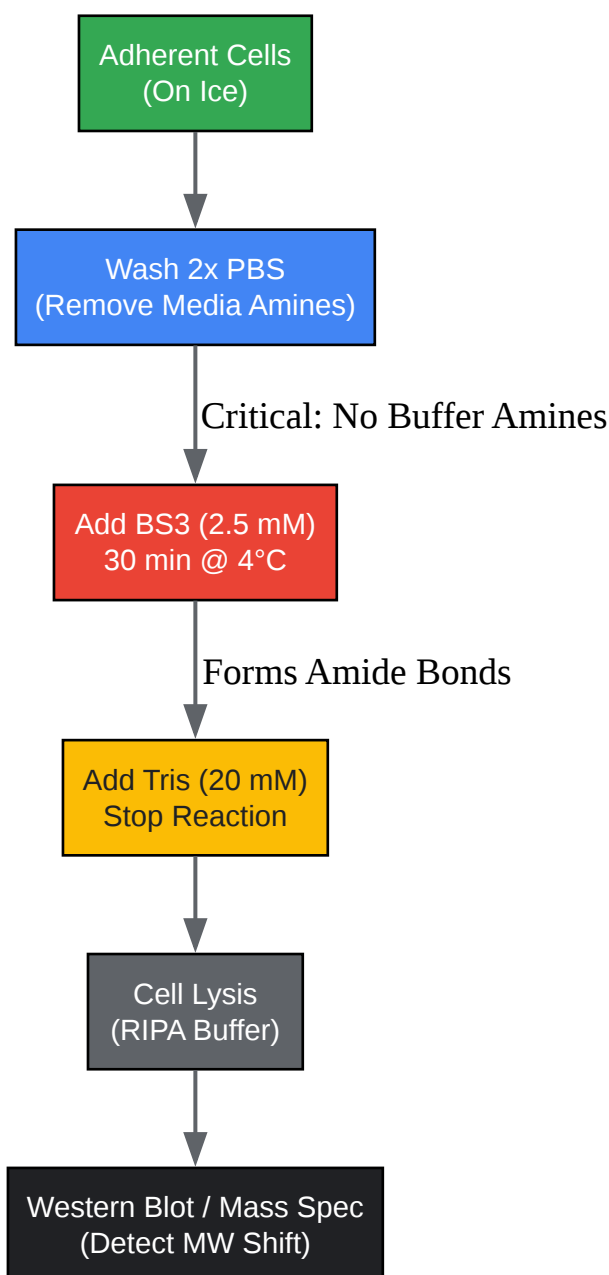 Adherent Cells
(On Ice)
Wash 2x PBS
(Remove Media Amines)
Critical: No Buffer Amines
Add BS3 (2.5 mM)
30 min @ 4°C
Forms Amide Bonds
Add Tris (20 mM)
Stop Reaction
Cell Lysis
(RIPA Buffer)
Western Blot / Mass Spec
(Detect MW Shift)